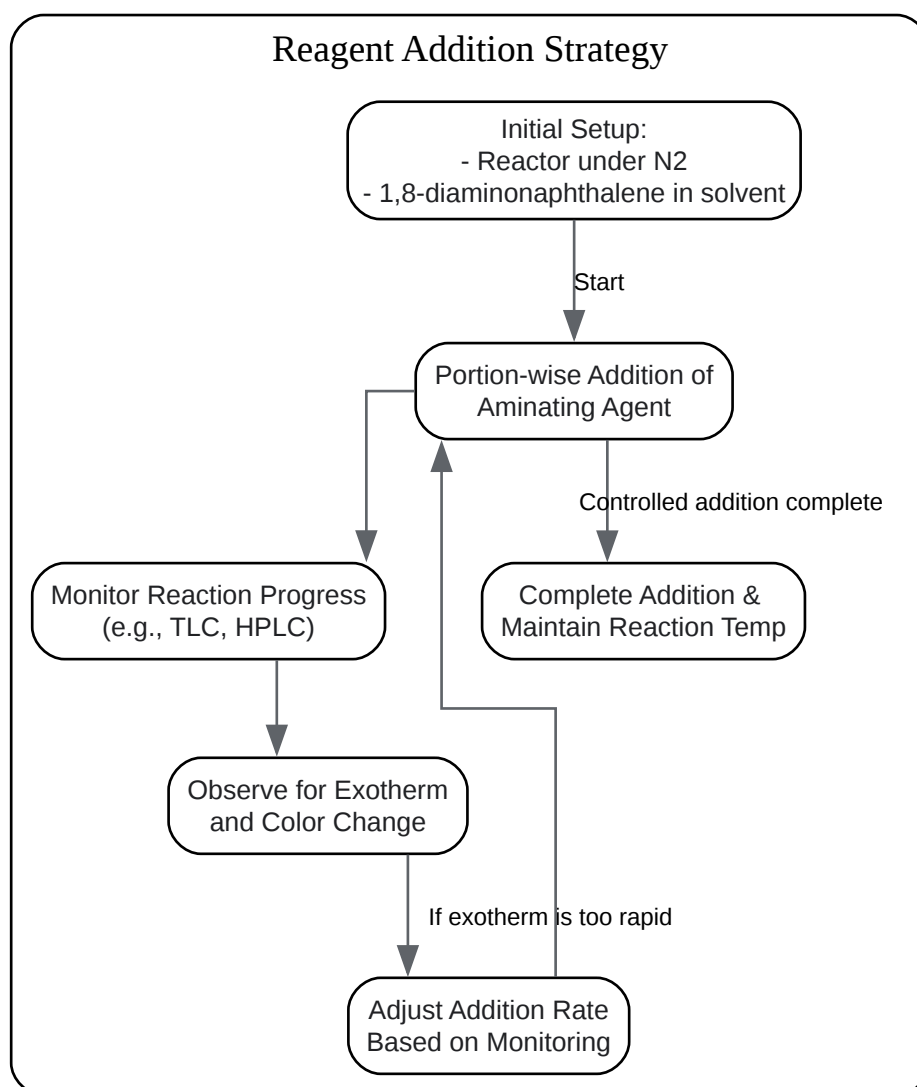 Reagent Addition Strategy
Initial Setup:
- Reactor under N2
- 1,8-diaminonaphthalene in solvent
Start
Portion-wise Addition of
Aminating Agent
Controlled addition complete
Monitor Reaction Progress
(e.g., TLC, HPLC)
Complete Addition &
Maintain Reaction Temp
Observe for Exotherm
and Color Change
If exotherm is too rapid
Adjust Addition Rate
Based on Monitoring